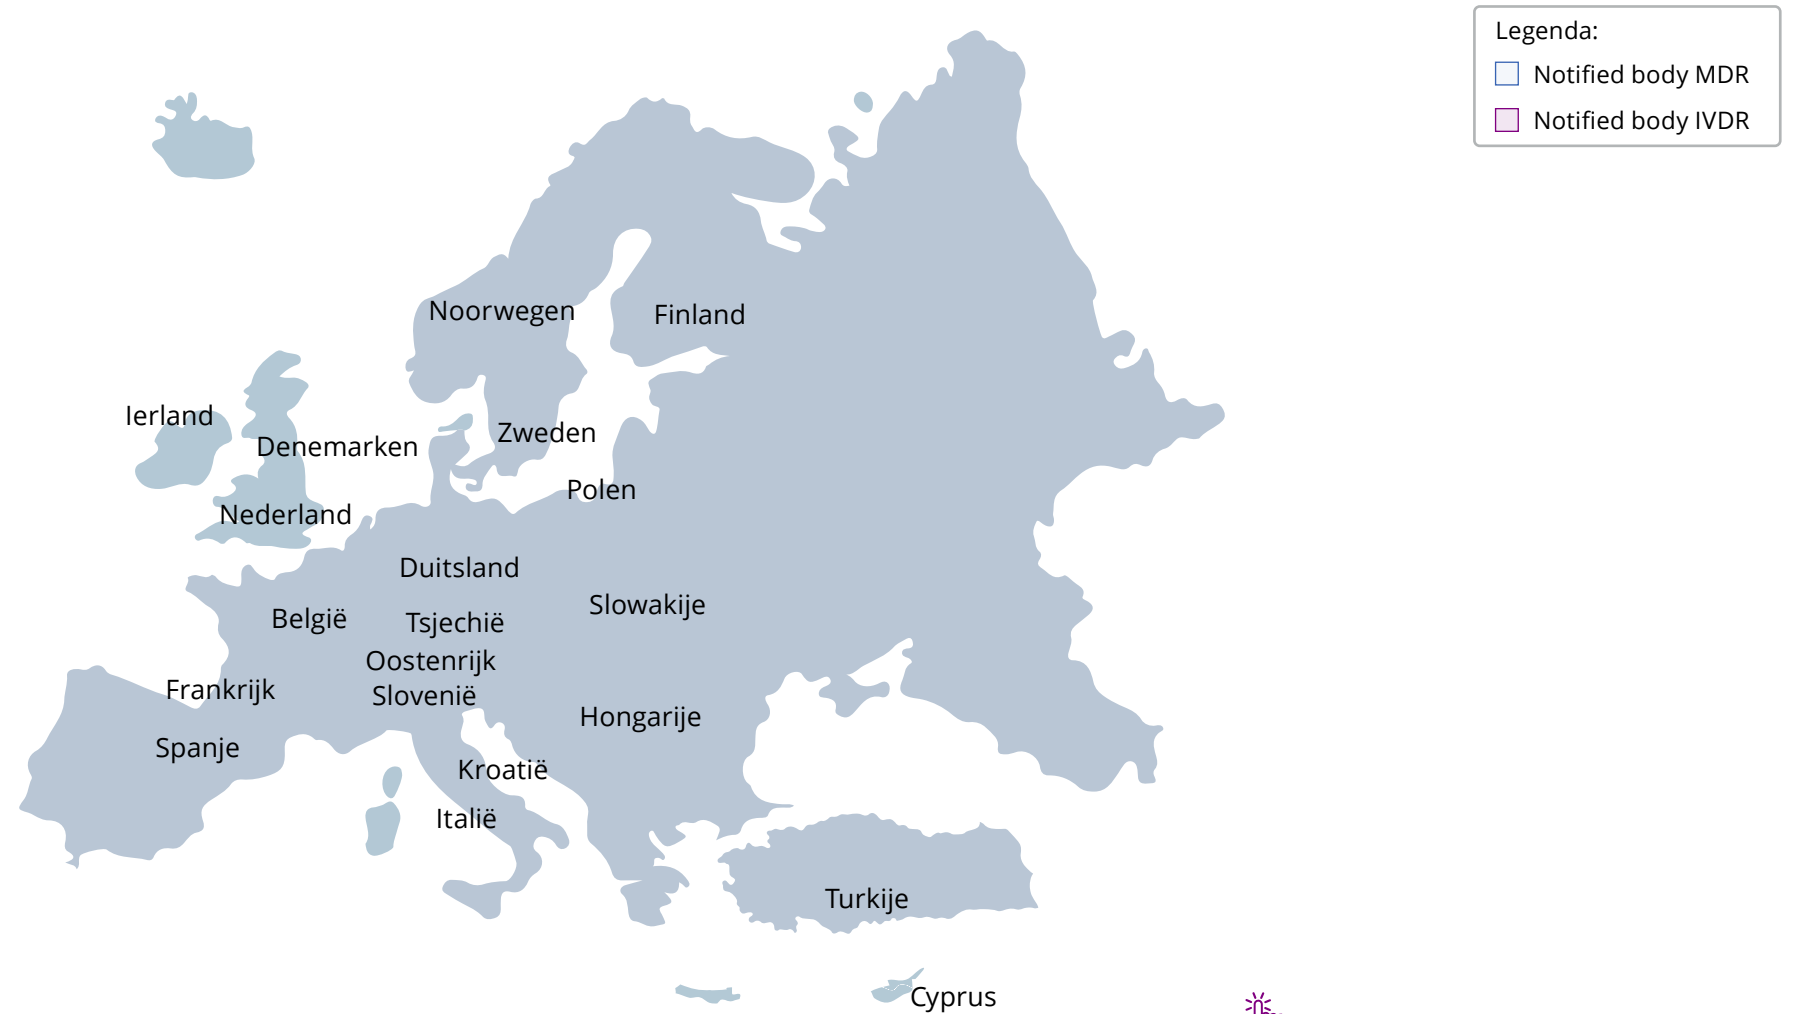 Legenda:
Notified body MDR
Notified body IVDR
Noorwegen
Finland
Ierland
Denemarken
Zweden
Polen
Nederland
Duitsland
België
Tsjechië
Slowakije
Oostenrijk
Frankrijk
Slovenië
Hongarije
Spanje
Kroatië
Italië
Turkije
Cyprus